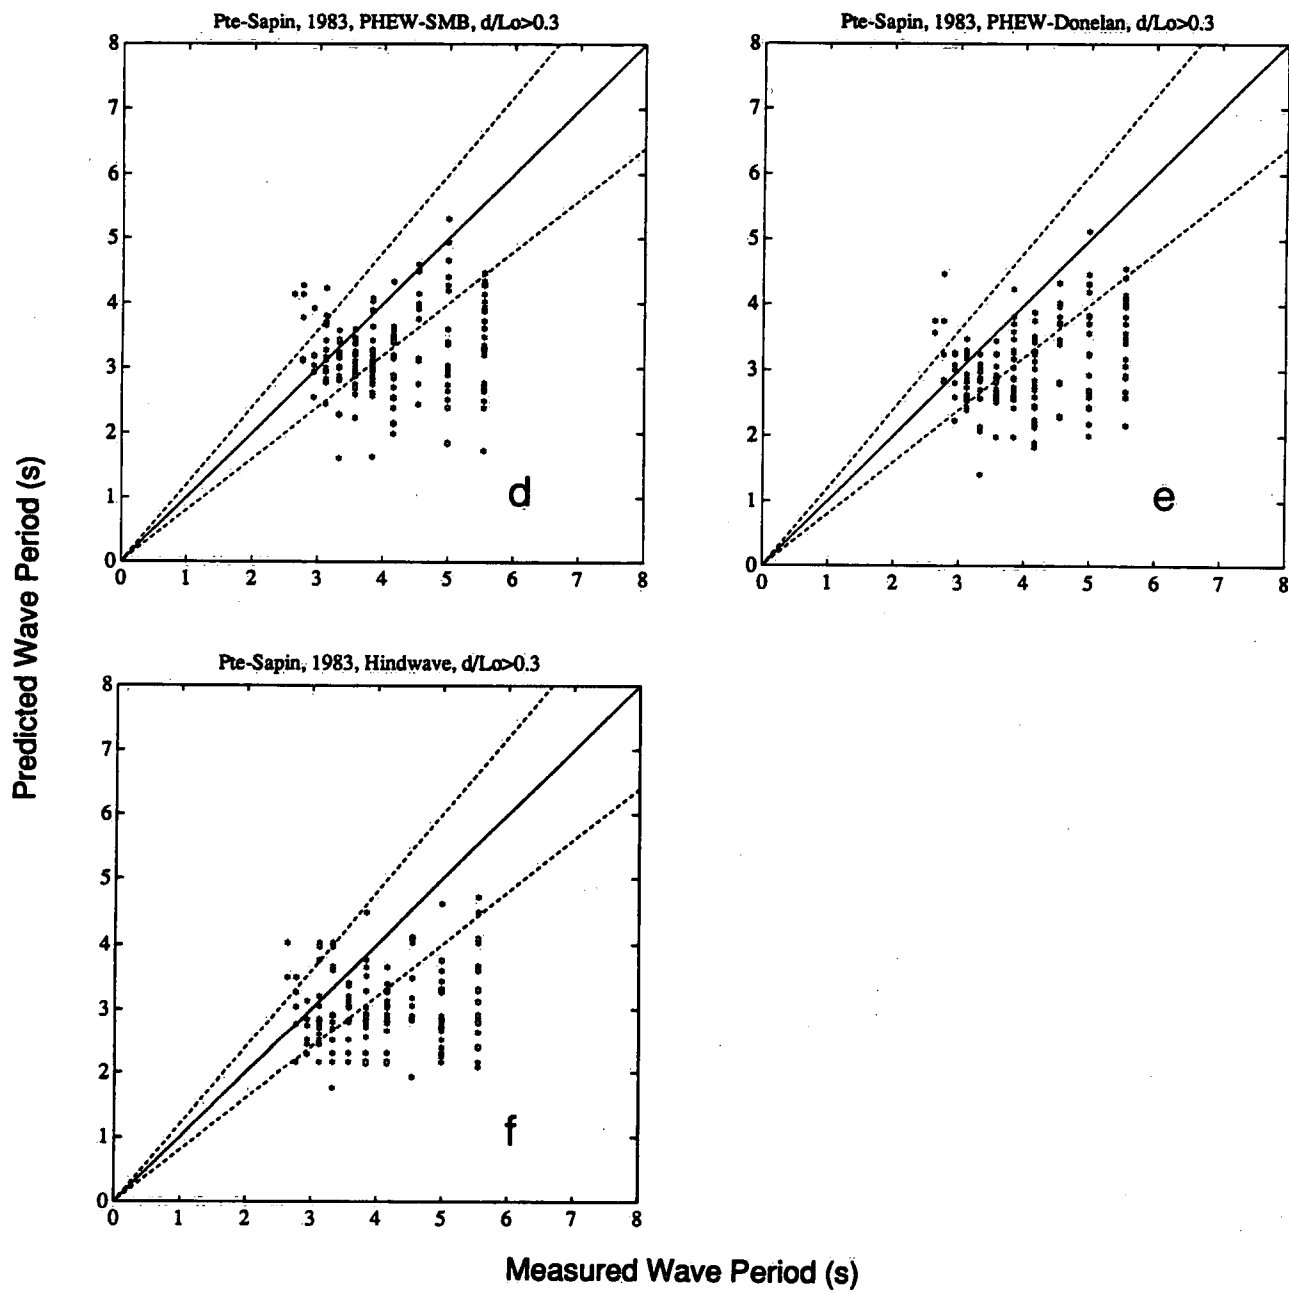 Pte-Sapin, 1983, PHEW-SMB, d/Lo>0.3
8
7
6
5
4
3
2
1
0
0 1 2 3 4 5 6 7 8
d
Pte-Sapin, 1983, PHEW-Donelan, d/Lo>0.3
8
7
6
5
4
3
2
1
0
0 1 2 3 4 5 6 7 8
e
Predicted Wave Period (s)
Pte-Sapin, 1983, Hindwave, d/Lo>0.3
8
7
6
5
4
3
2
1
0
0 1 2 3 4 5 6 7 8
f
Measured Wave Period (s)